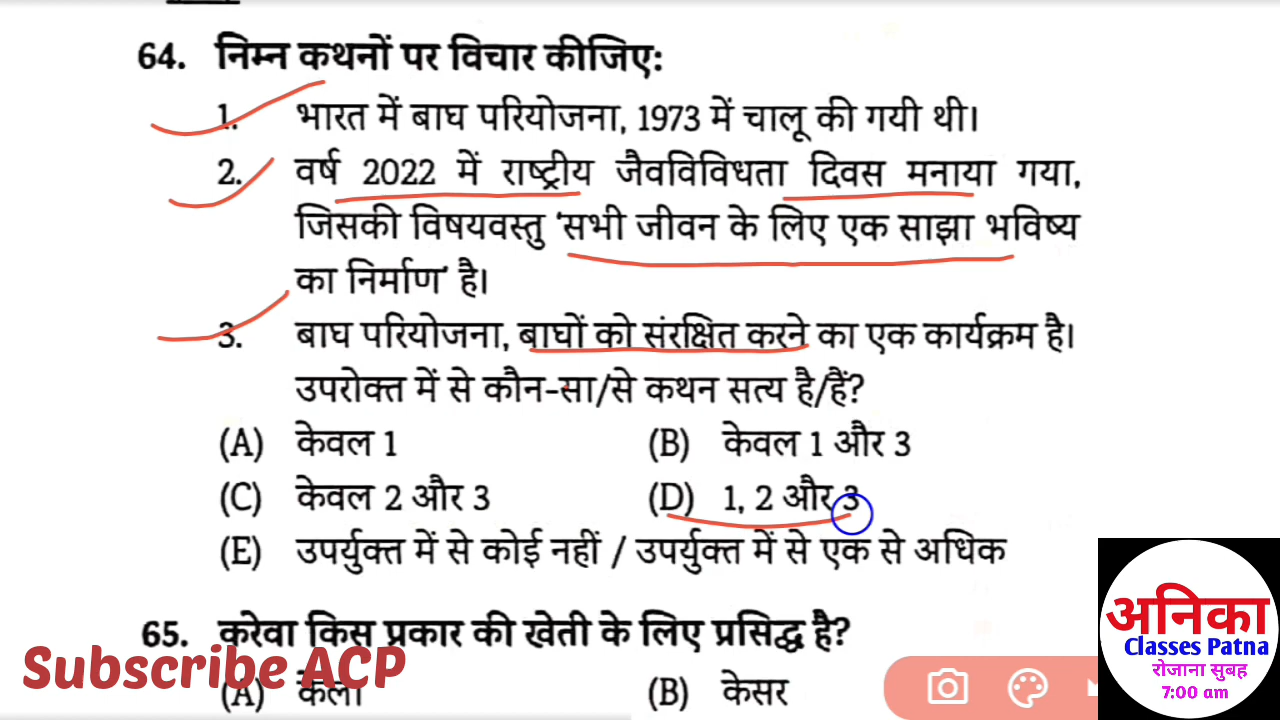 64. निम्न कथनों पर विचार कीजिए:
1. भारत में बाघ परियोजना, 1973 में चालू की गयी थी।
2. वर्ष 2022 में राष्ट्रीय जैवविविधता दिवस मनाया गया,
जिसकी विषयवस्तु 'सभी जीवन के लिए एक साझा भविष्य
का निर्माण' है।
3. बाघ परियोजना, बाघों को संरक्षित करने का एक कार्यक्रम है।
उपरोक्त में से कौन-सा/से कथन सत्य है/हैं?
(A) केवल 1 (B) केवल 1 और 3
(C) केवल 2 और 3 (D) 1, 2 और 3
(E) उपर्युक्त में से कोई नहीं / उपर्युक्त में से एक से अधिक
65. करेवा किस प्रकार की खेती के लिए प्रसिद्ध है?
(A) केला (B) केसर
Subscribe ACP
अनिका
Classes Patna
रोजाना सुबह
7:00 am